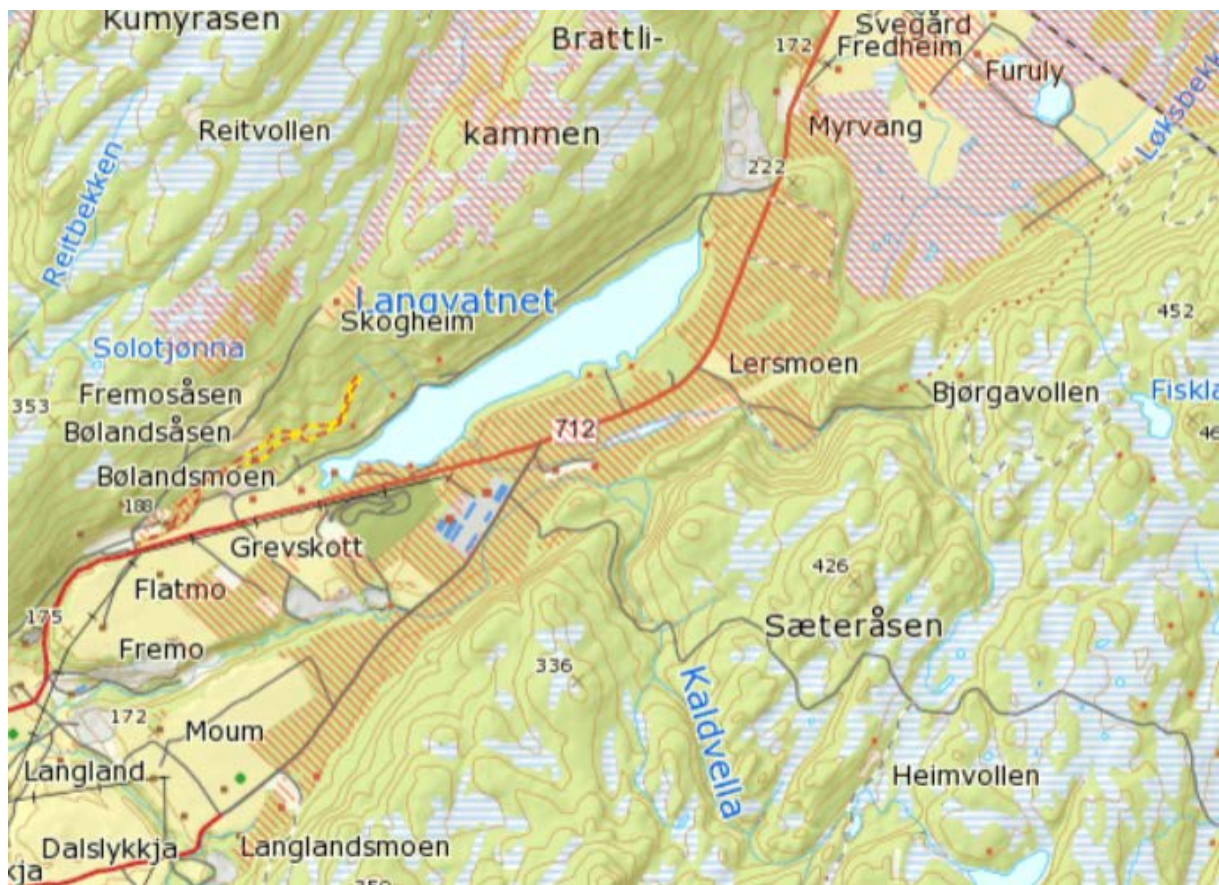 Kumyråsen
Brattli-
Svegård
172
Fredheim
Furuly
Reitvollen
kammen
Myrvang
Løksbekk
222
Reitbekken
Langvatnet
Skogheim
452
Solotjønna
Lersmoen
Fremosåsen
Bjørgavollen
Fiskla
353
Bølandsåsen
712
46
Bølandsmoen
188
Grevskott
426
Flatmo
175
Sæteråsen
Fremo
336
Kaldvella
172
Moum
Langland
Heimvollen
Dalslykkja
Langlandsmoen
kja